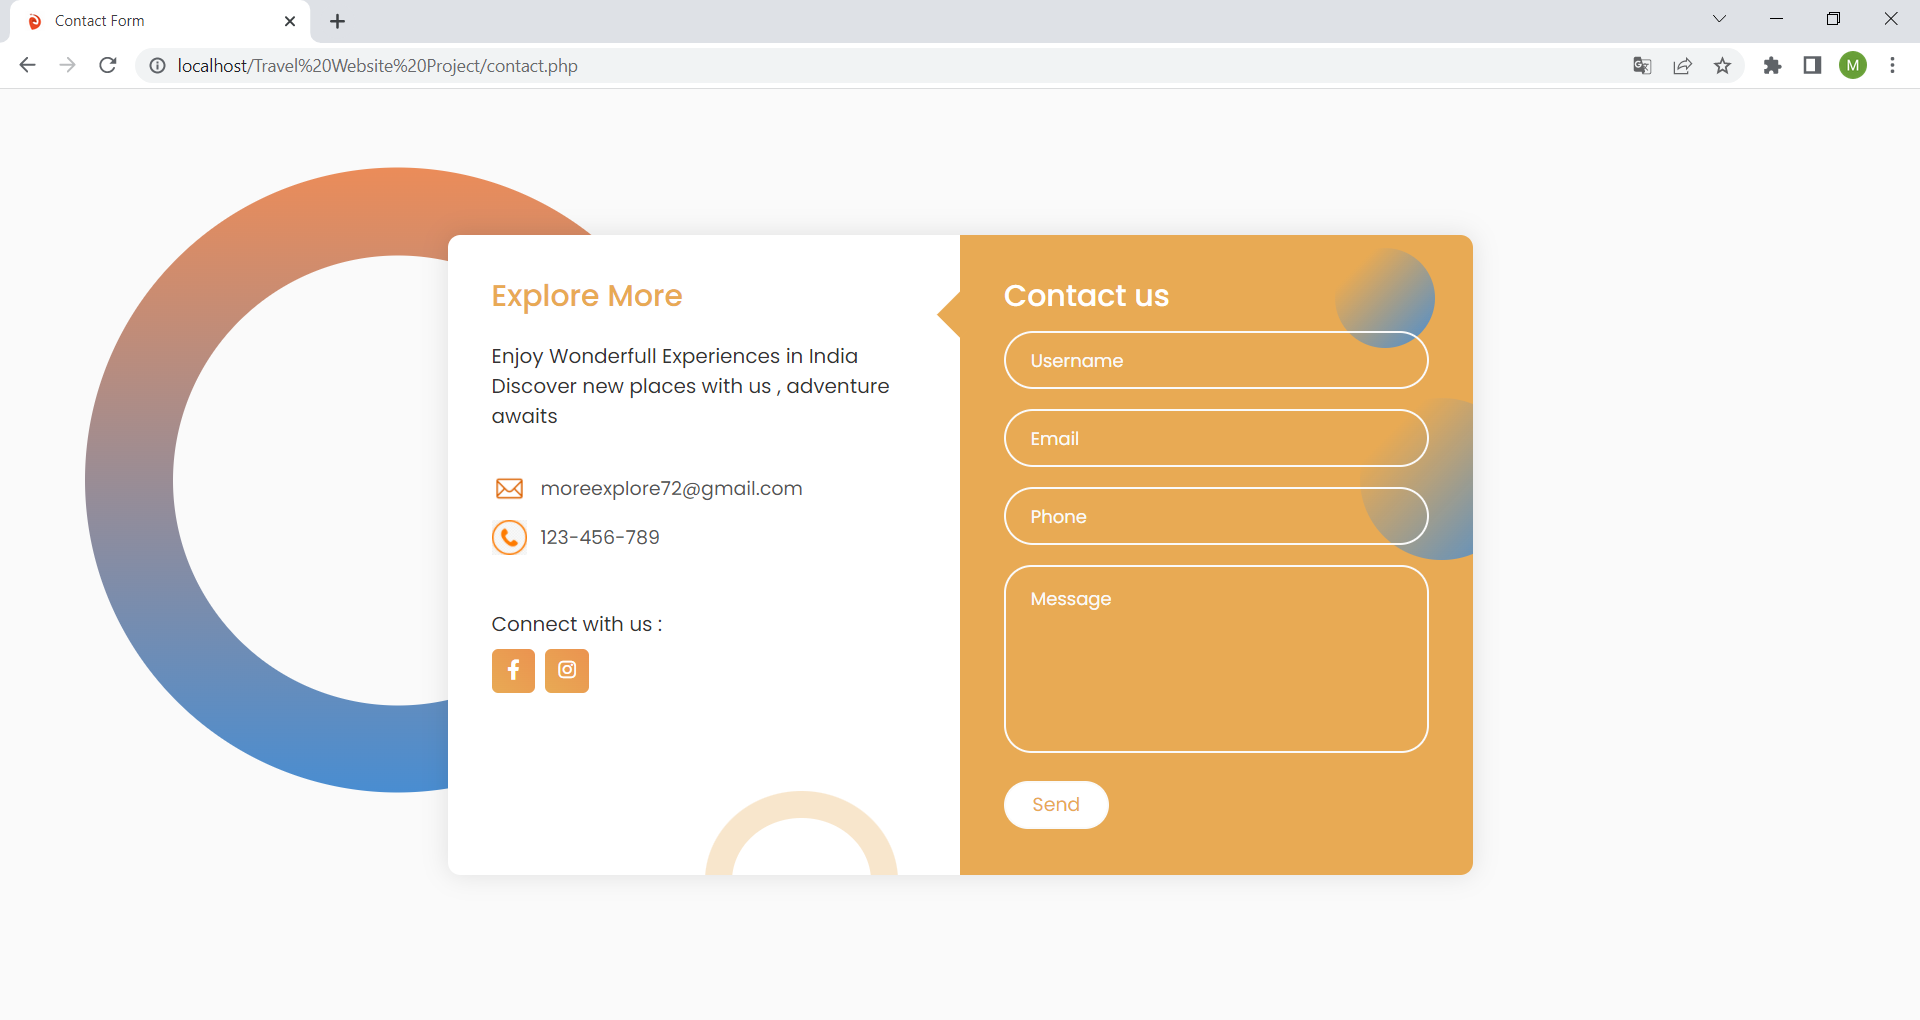 Contact Form
localhost/Travel%20Website%20Project/contact.php
M
Explore More
Enjoy Wonderfull Experiences in India
Discover new places with us , adventure
awaits
moreexplore72@gmail.com
123-456-789
Connect with us :
Contact us
Username
Email
Phone
Message
Send